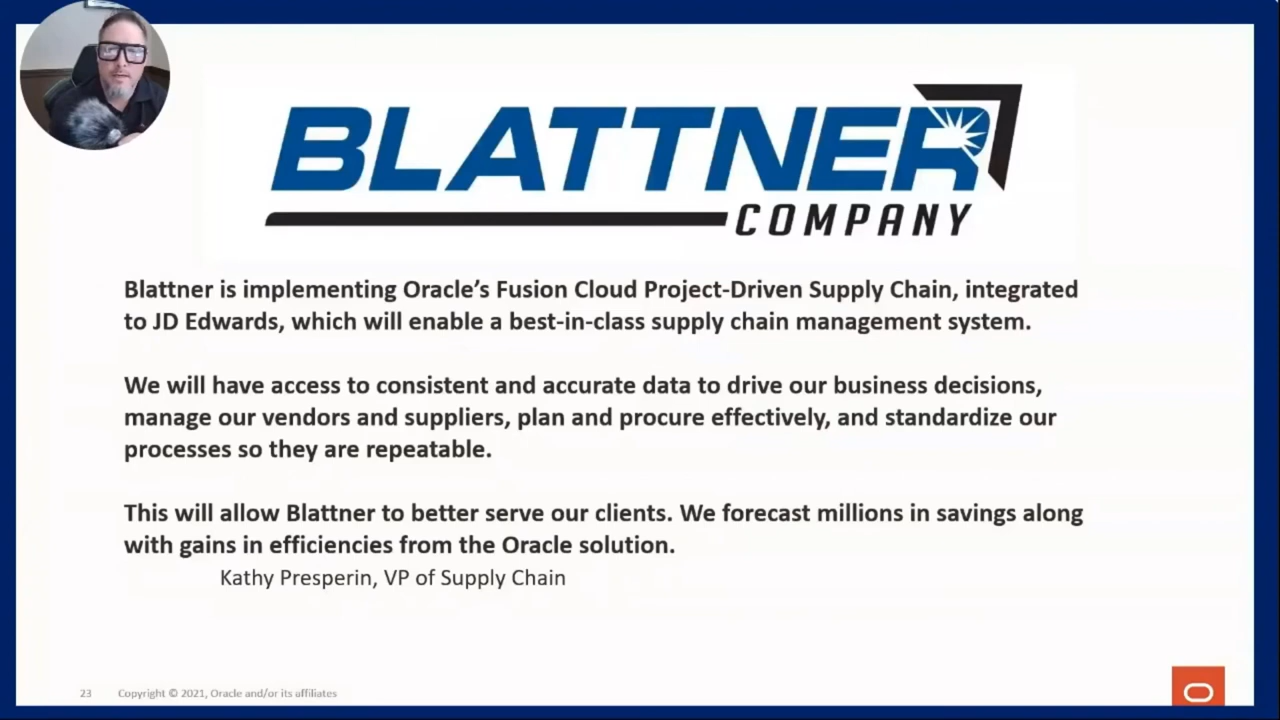 BLATTNER
COMPANY
Blattner is implementing Oracle’s Fusion Cloud Project-Driven Supply Chain, integrated
to JD Edwards, which will enable a best-in-class supply chain management system.
We will have access to consistent and accurate data to drive our business decisions,
manage our vendors and suppliers, plan and procure effectively, and standardize our
processes so they are repeatable.
This will allow Blattner to better serve our clients. We forecast millions in savings along
with gains in efficiencies from the Oracle solution.
Kathy Presperin, VP of Supply Chain
23 Copyright © 2021, Oracle and/or its affiliates